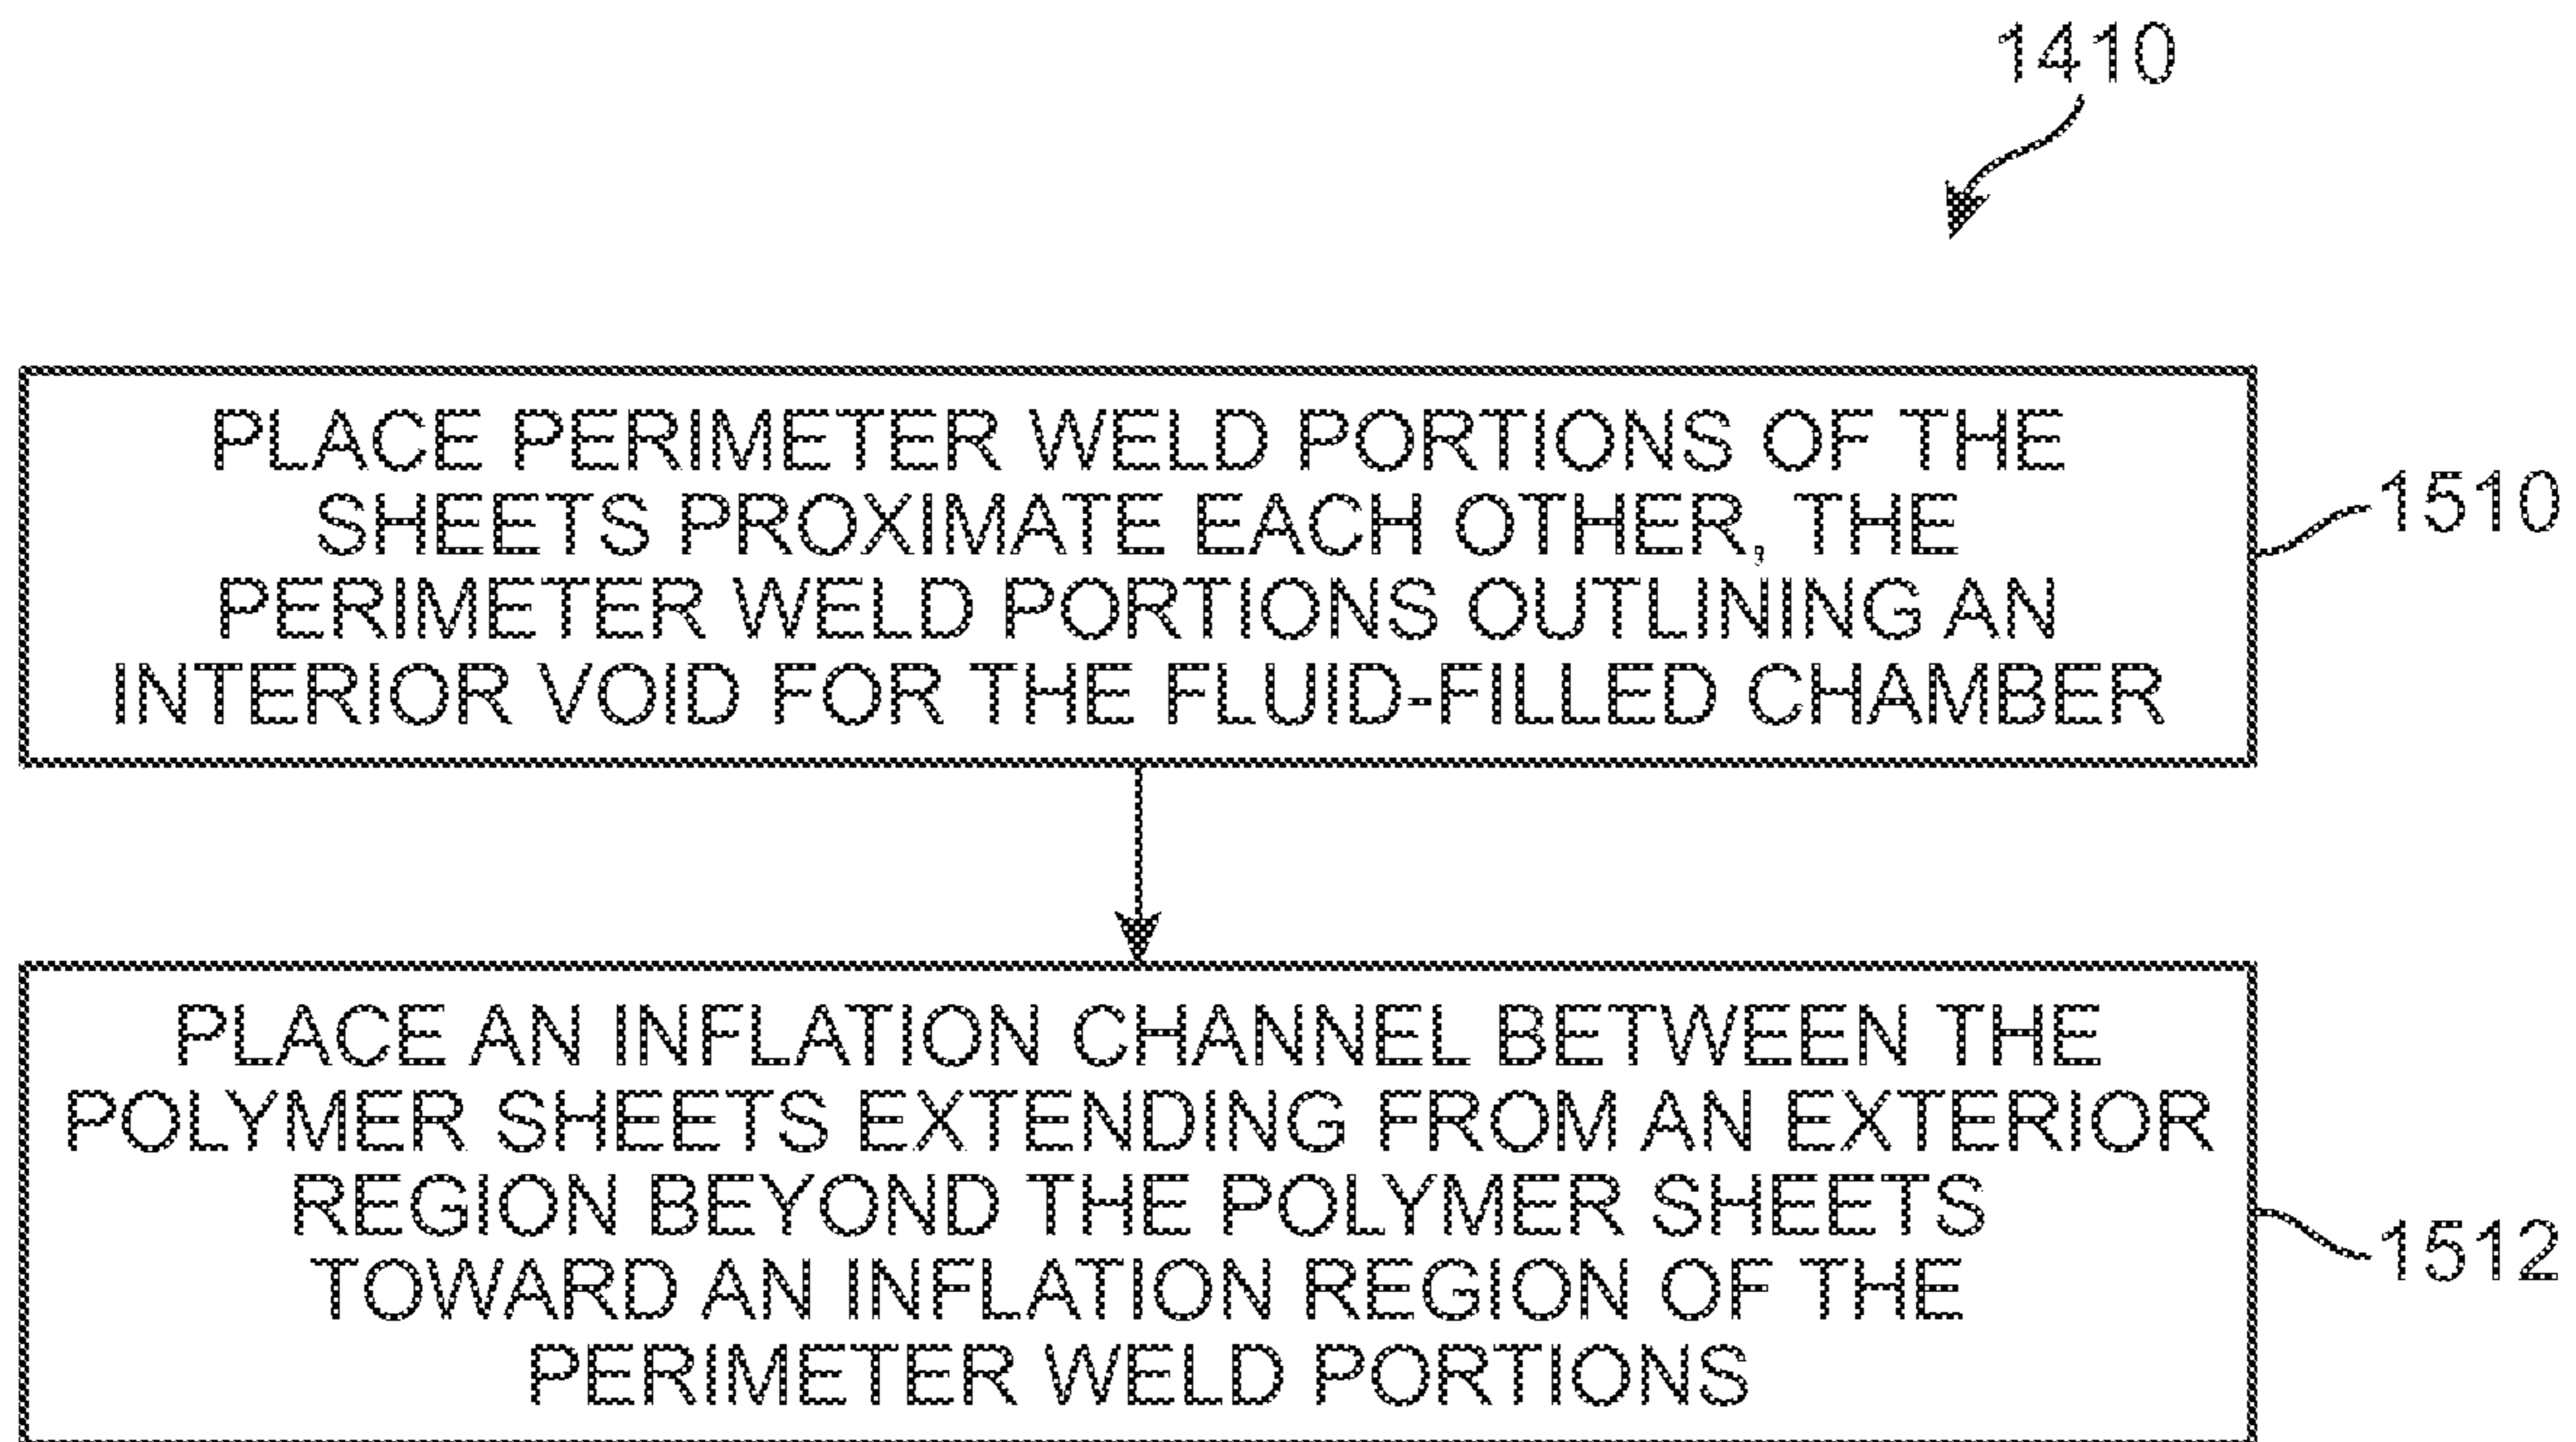 1410
PLACE PERIMETER WELD PORTIONS OF THE
SHEETS PROXIMATE EACH OTHER, THE
PERIMETER WELD PORTIONS OUTLINING AN
INTERIOR VOID FOR THE FLUID-FILLED CHAMBER
1510
PLACE AN INFLATION CHANNEL BETWEEN THE
POLYMER SHEETS EXTENDING FROM AN EXTERIOR
REGION BEYOND THE POLYMER SHEETS
TOWARD AN INFLATION REGION OF THE
PERIMETER WELD PORTIONS
1512